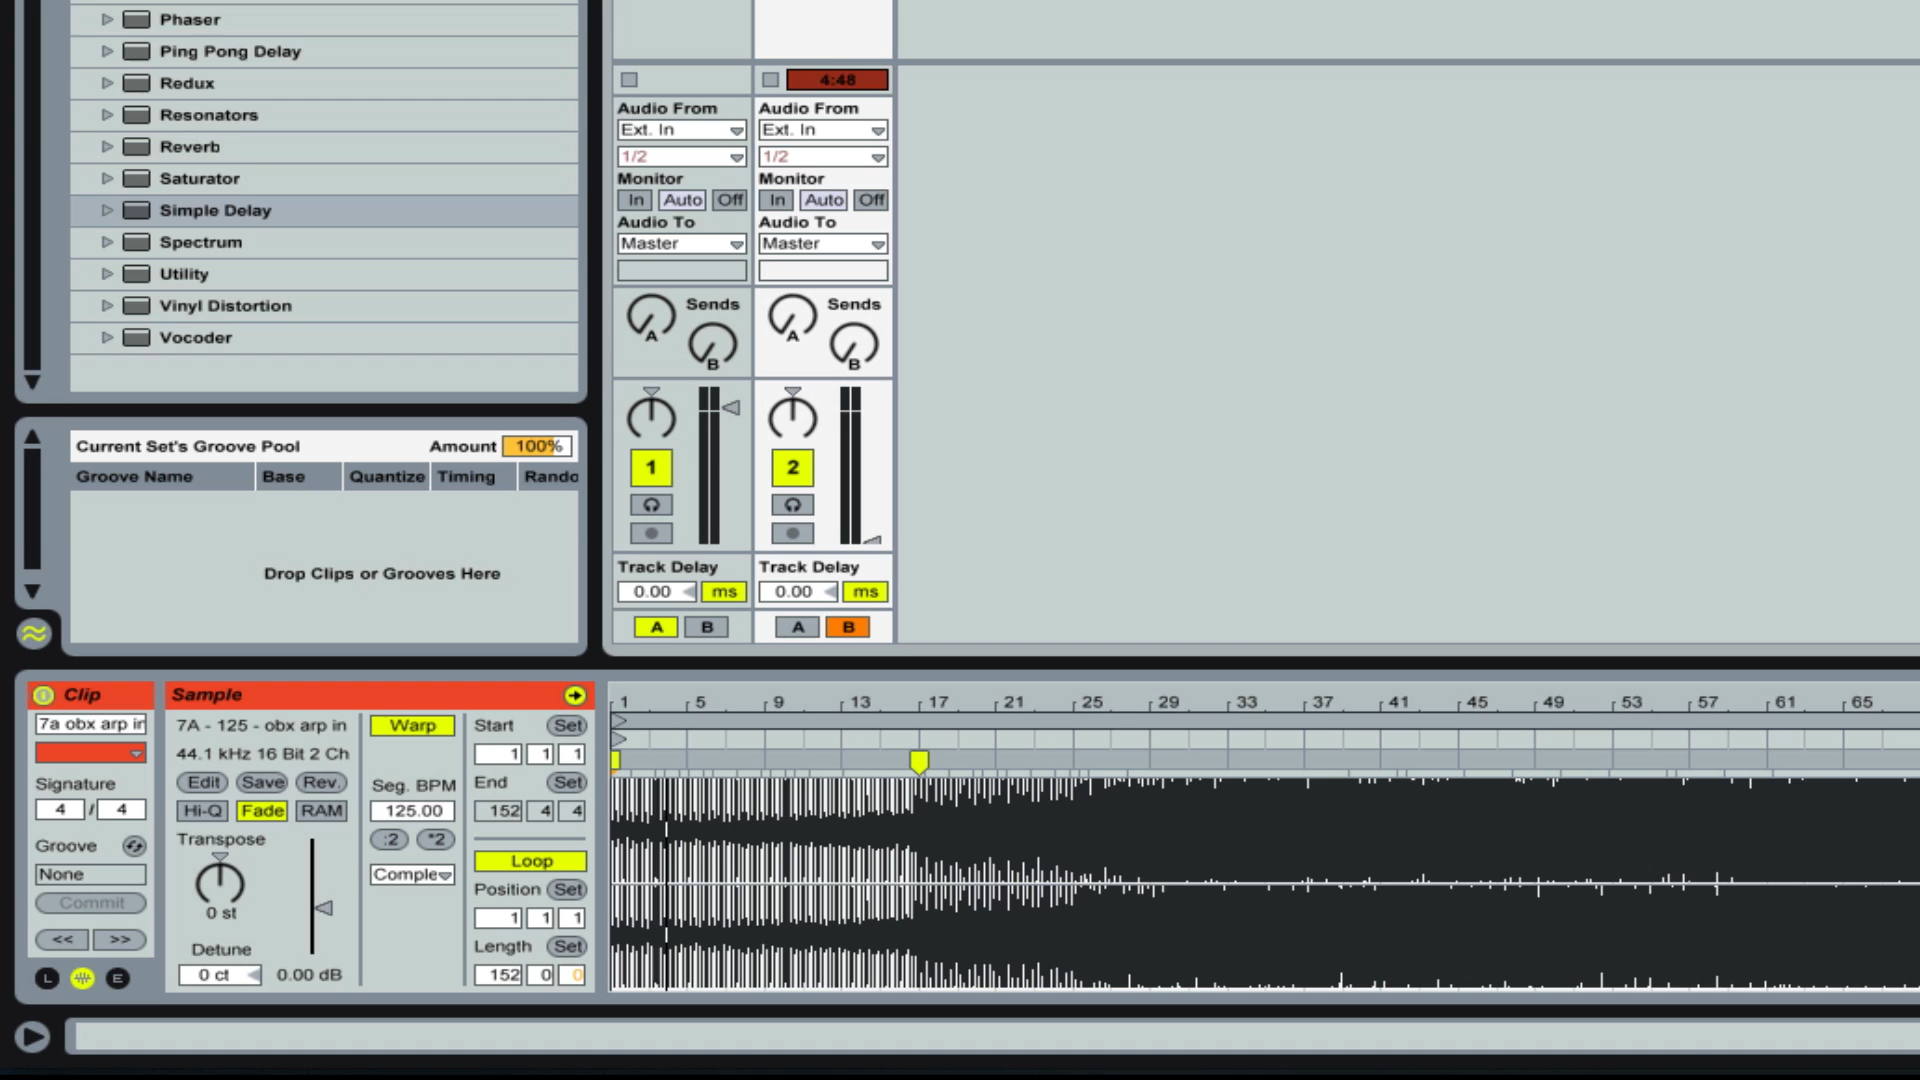 Phaser
Ping Pong Delay
Redux
Resonators
Reverb
Saturator
Simple Delay
Spectrum
Utility
Vinyl Distortion
Vocoder
Current Set's Groove Pool Amount 100%
Groove Name Base Quantize Timing Rando
Drop Clips or Grooves Here
4:48
Audio From Audio From
Ext. In Ext. In
1/2 1/2
Monitor Monitor
In Auto Off In Auto Off
Audio To Audio To
Master Master
Sends Sends
A A
B B
1 2
Track Delay Track Delay
0.00 ms 0.00 ms
A B A B
Clip
7a obx arp in
Signature
4 / 4
Groove
None
Commit
<< >>
L E
Sample
7A - 125 - obx arp in
44.1 kHz 16 Bit 2 Ch
Edit Save Rev.
Hi-Q Fade RAM
Transpose
0 st
Detune
0 ct 0.00 dB
Warp
Seg. BPM
125.00
:2 *2
Comple
Start Set
1 1 1
End Set
152 4 4
Loop
Position Set
1 1 1
Length Set
152 0 0
1 5 9 13 17 21 25 29 33 37 41 45 49 53 57 61 65